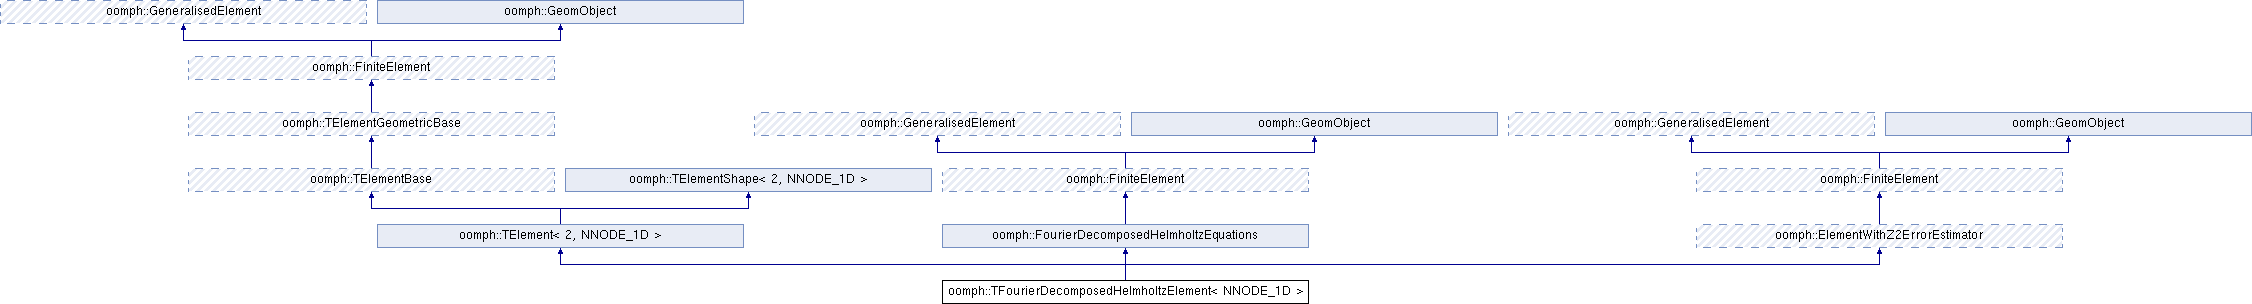 oomph::GeneralisedElement
oomph::GeomObject
oomph::FiniteElement
oomph::TElementGeometricBase
oomph::GeneralisedElement
oomph::GeomObject
oomph::GeneralisedElement
oomph::GeomObject
oomph::TElementBase
oomph::TElementShape< 2, NNODE_1D >
oomph::FiniteElement
oomph::FiniteElement
oomph::TElement< 2, NNODE_1D >
oomph::FourierDecomposedHelmholtzEquations
oomph::ElementWithZ2ErrorEstimator
oomph::TFourierDecomposedHelmholtzElement< NNODE_1D >